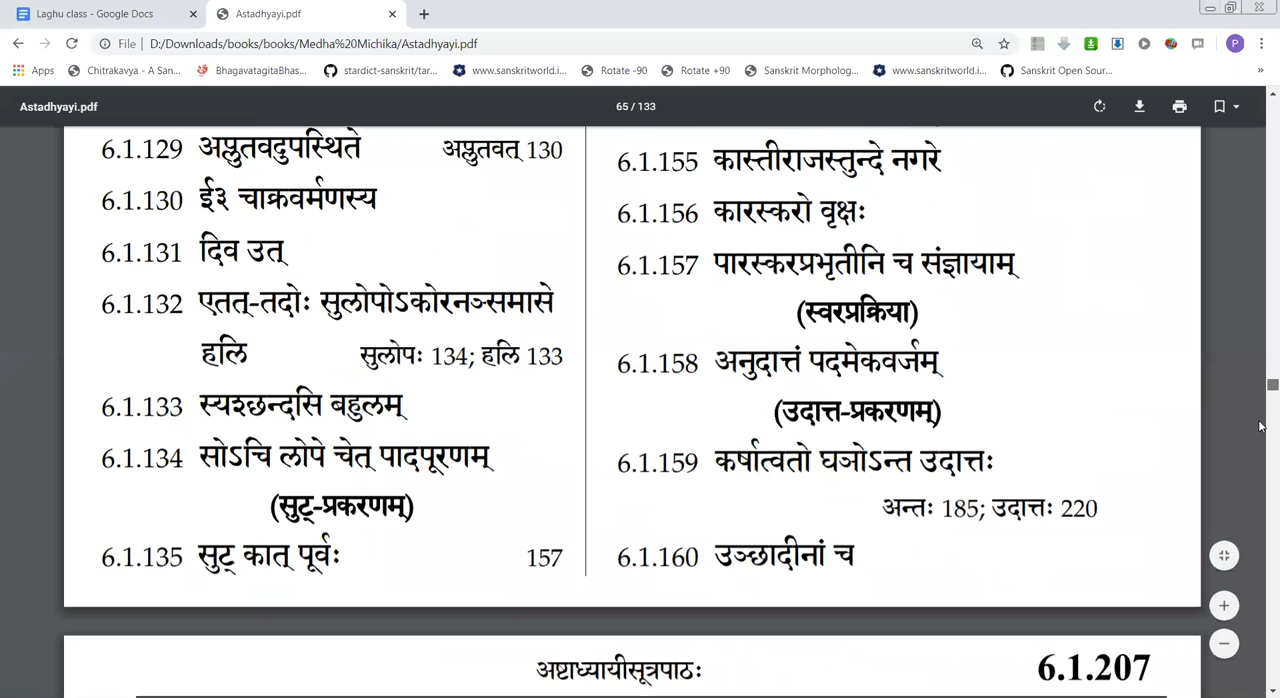 Laghu class - Google Docs
Astadhyayi.pdf
File | D:/Downloads/books/books/Medha%20Michika/Astadhyayi.pdf
P
Apps
Chitrakavya - A San...
BhagavatagitaBhas...
stardict-sanskrit/tar...
www.sanskritworld.i...
Rotate -90
Rotate +90
Sanskrit Morpholog...
www.sanskritworld.i...
Sanskrit Open Sour...
»
Astadhyayi.pdf
65 / 133
6.1.129 अप्लुतवदुपस्थिते अप्लुतवत् 130
6.1.130 ई३ चाक्रवर्मणस्य
6.1.131 दिव उत्
6.1.132 एतत्-तदोः सुलोपोऽकोरनञ्समासे
हलि सुलोपः 134; हलि 133
6.1.133 स्यश्छन्दसि बहुलम्
6.1.134 सोऽचि लोपे चेत् पादपूरणम्
(सुट्-प्रकरणम्)
6.1.135 सुट् कात् पूर्वः 157
6.1.155 कास्तीराजस्तुन्दे नगरे
6.1.156 कारस्करो वृक्षः
6.1.157 पारस्करप्रभृतीनि च संज्ञायाम्
(स्वरप्रक्रिया)
6.1.158 अनुदात्तं पदमेकवर्जम्
(उदात्त-प्रकरणम्)
6.1.159 कर्षात्वतो घञोऽन्त उदात्तः
अन्तः 185; उदात्तः 220
6.1.160 उञ्छादीनां च
अष्टाध्यायीसूत्रपाठः 6.1.207